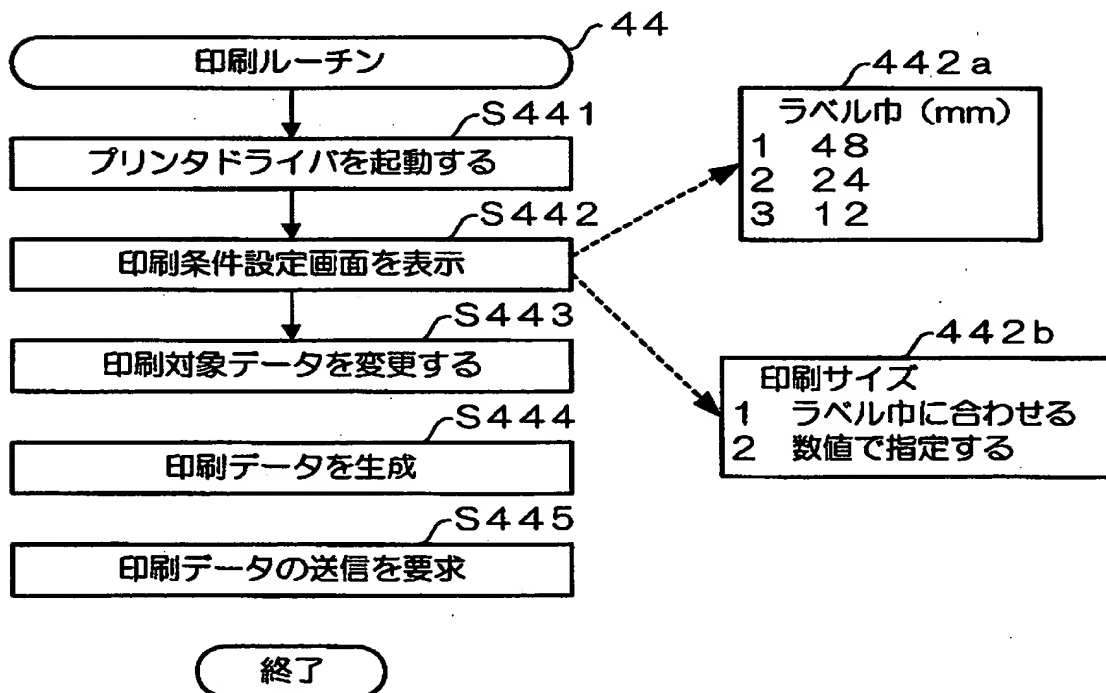 44
印刷ルーチン
S441
プリンタドライバを起動する
S442
印刷条件設定画面を表示
S443
印刷対象データを変更する
S444
印刷データを生成
S445
印刷データの送信を要求
終了
442a
ラベル巾（mm）
1 48
2 24
3 12
442b
印刷サイズ
1 ラベル巾に合わせる
2 数値で指定する